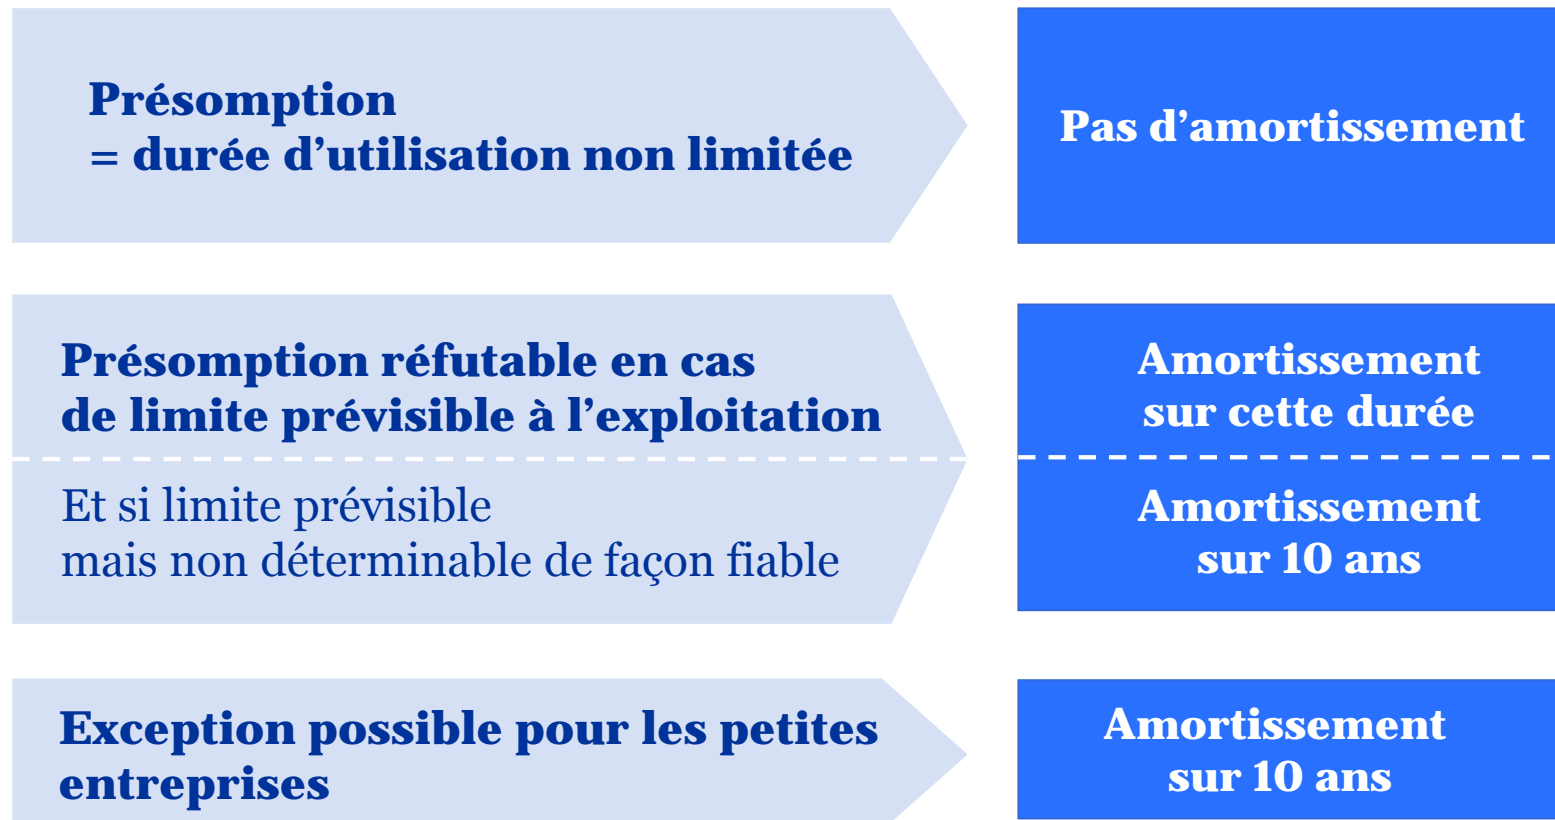 Présomption
= durée d’utilisation non limitée
Pas d’amortissement
Présomption réfutable en cas
de limite prévisible à l’exploitation
Amortissement
sur cette durée
Et si limite prévisible
mais non déterminable de façon fiable
Amortissement
sur 10 ans
Exception possible pour les petites
entreprises
Amortissement
sur 10 ans